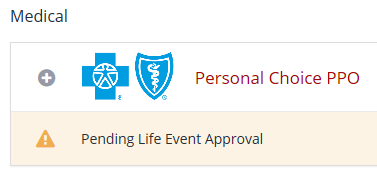 Medical
Personal Choice PPO
Pending Life Event Approval